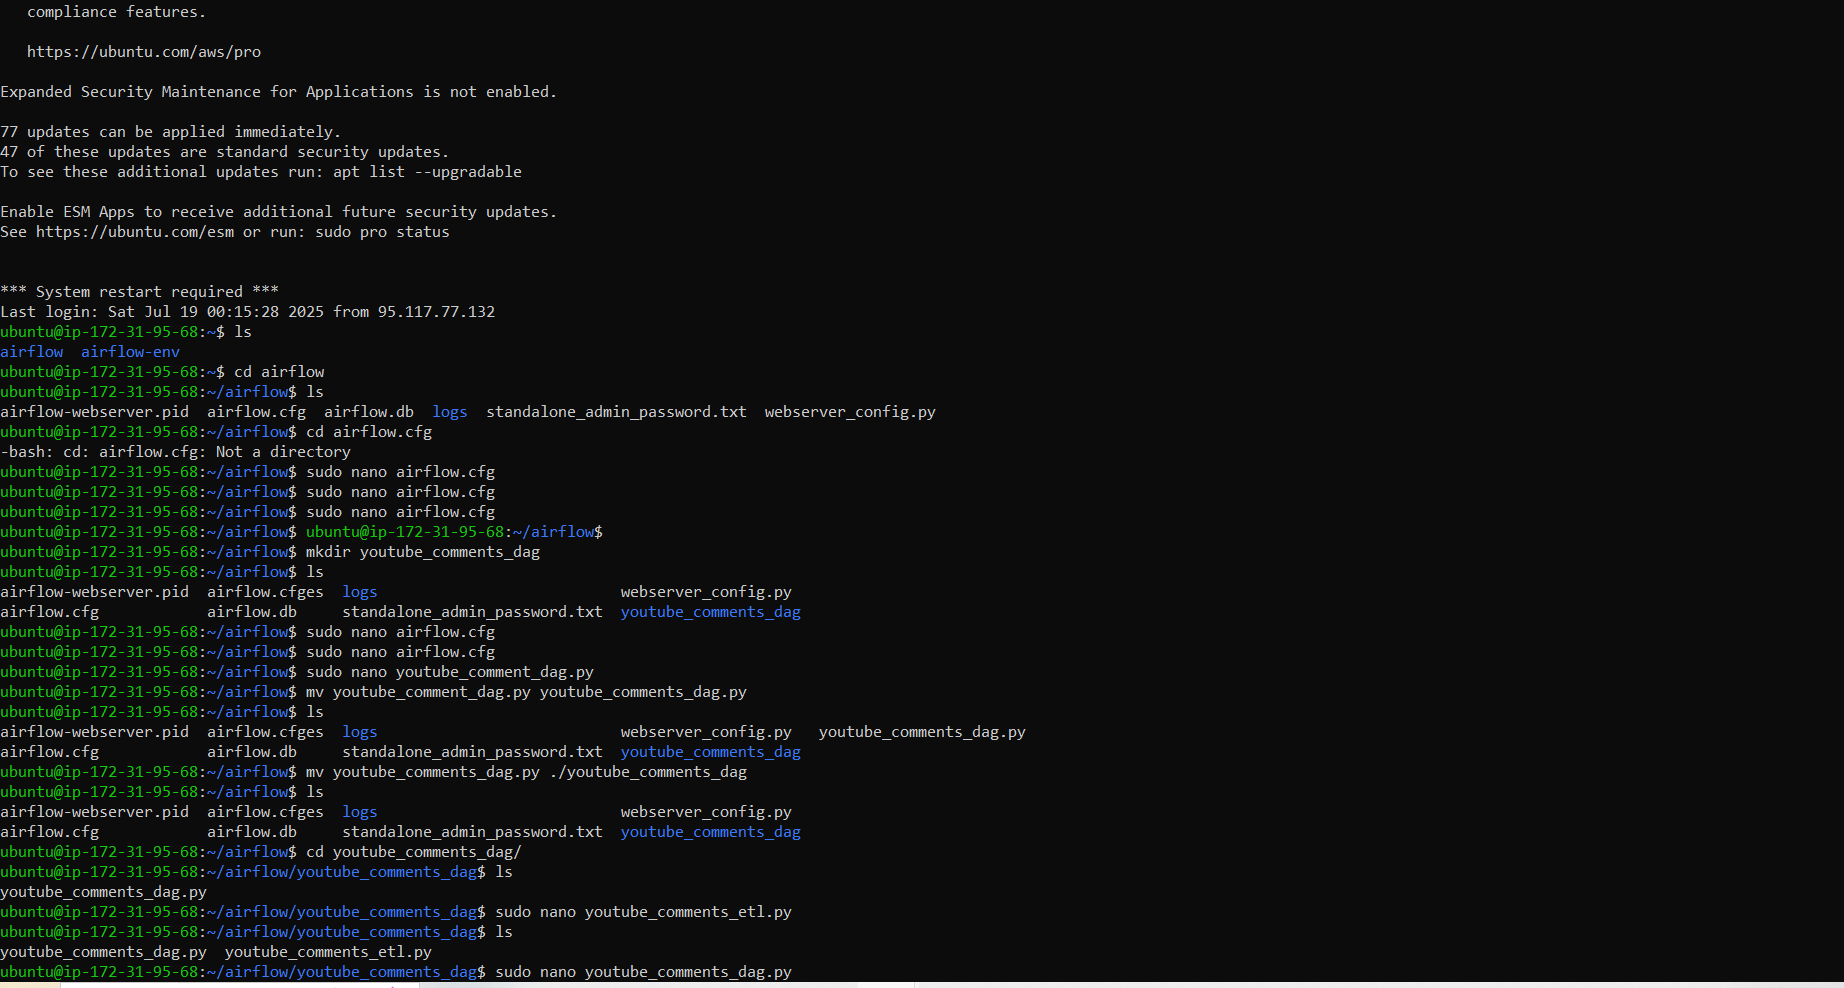 compliance features.
https://ubuntu.com/aws/pro
Expanded Security Maintenance for Applications is not enabled.
77 updates can be applied immediately.
47 of these updates are standard security updates.
To see these additional updates run: apt list --upgradable
Enable ESM Apps to receive additional future security updates.
See https://ubuntu.com/esm or run: sudo pro status
*** System restart required ***
Last login: Sat Jul 19 00:15:28 2025 from 95.117.77.132
ubuntu@ip-172-31-95-68:~$ ls
airflow  airflow-env
ubuntu@ip-172-31-95-68:~$ cd airflow
ubuntu@ip-172-31-95-68:~/airflow$ ls
airflow-webserver.pid  airflow.cfg  airflow.db  logs  standalone_admin_password.txt  webserver_config.py
ubuntu@ip-172-31-95-68:~/airflow$ cd airflow.cfg
-bash: cd: airflow.cfg: Not a directory
ubuntu@ip-172-31-95-68:~/airflow$ sudo nano airflow.cfg
ubuntu@ip-172-31-95-68:~/airflow$ sudo nano airflow.cfg
ubuntu@ip-172-31-95-68:~/airflow$ sudo nano airflow.cfg
ubuntu@ip-172-31-95-68:~/airflow$ ubuntu@ip-172-31-95-68:~/airflow$
ubuntu@ip-172-31-95-68:~/airflow$ mkdir youtube_comments_dag
ubuntu@ip-172-31-95-68:~/airflow$ ls
airflow-webserver.pid  airflow.cfges  logs                           webserver_config.py
airflow.cfg            airflow.db     standalone_admin_password.txt  youtube_comments_dag
ubuntu@ip-172-31-95-68:~/airflow$ sudo nano airflow.cfg
ubuntu@ip-172-31-95-68:~/airflow$ sudo nano airflow.cfg
ubuntu@ip-172-31-95-68:~/airflow$ sudo nano youtube_comment_dag.py
ubuntu@ip-172-31-95-68:~/airflow$ mv youtube_comment_dag.py youtube_comments_dag.py
ubuntu@ip-172-31-95-68:~/airflow$ ls
airflow-webserver.pid  airflow.cfges  logs                           webserver_config.py   youtube_comments_dag.py
airflow.cfg            airflow.db     standalone_admin_password.txt  youtube_comments_dag
ubuntu@ip-172-31-95-68:~/airflow$ mv youtube_comments_dag.py ./youtube_comments_dag
ubuntu@ip-172-31-95-68:~/airflow$ ls
airflow-webserver.pid  airflow.cfges  logs                           webserver_config.py
airflow.cfg            airflow.db     standalone_admin_password.txt  youtube_comments_dag
ubuntu@ip-172-31-95-68:~/airflow$ cd youtube_comments_dag/
ubuntu@ip-172-31-95-68:~/airflow/youtube_comments_dag$ ls
youtube_comments_dag.py
ubuntu@ip-172-31-95-68:~/airflow/youtube_comments_dag$ sudo nano youtube_comments_etl.py
ubuntu@ip-172-31-95-68:~/airflow/youtube_comments_dag$ ls
youtube_comments_dag.py  youtube_comments_etl.py
ubuntu@ip-172-31-95-68:~/airflow/youtube_comments_dag$ sudo nano youtube_comments_dag.py